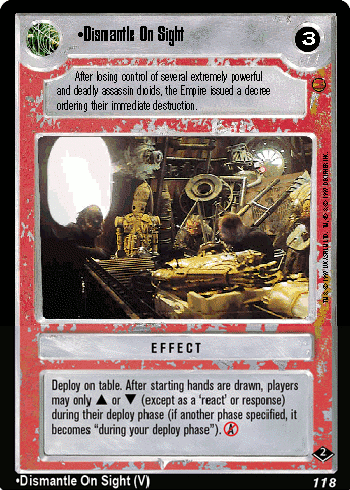 •Dismantle On Sight
3
After losing control of several extremely powerful
and deadly assassin droids, the Empire issued a decree
ordering their immediate destruction.
EFFECT
Deploy on table. After starting hands are drawn, players
may only ▲ or ▼ (except as a 'react' or response)
during their deploy phase (if another phase specified, it
becomes "during your deploy phase"). A
2
•Dismantle On Sight (V)
118